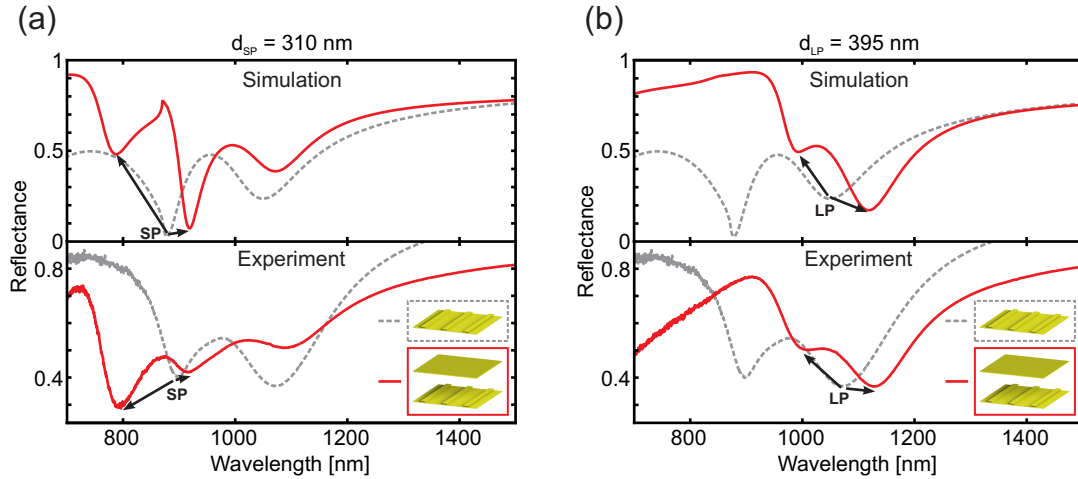 (a)
d_SP = 310 nm
1
Simulation
0.5
SP
0
Experiment
0.8
SP
0.4
800 1000 1200 1400
Wavelength [nm]
Reflectance
(b)
d_LP = 395 nm
1
Simulation
0.5
LP
0
Experiment
0.8
LP
0.4
800 1000 1200 1400
Wavelength [nm]
Reflectance